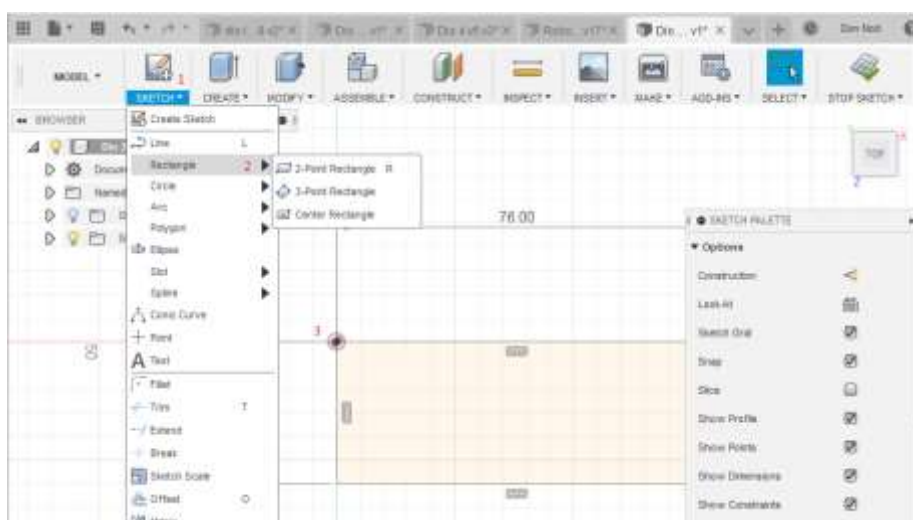 MODEL
1
SKETCH
CREATE
MODIFY
ASSEMBLE
CONSTRUCT
INSPECT
INSERT
MAKE
ADD-INS
SELECT
STOP SKETCH
BROWSER
Create Sketch
Line L
Rectangle 2
Circle
Arc
Polygon
Ellipse
Slot
Spline
Conic Curve
Point
Text
Fillet
Trim T
Extend
Break
Sketch Scale
Offset O
2-Point Rectangle R
3-Point Rectangle
Center Rectangle
76.00
3
50
TOP
SKETCH PALETTE
Options
Construction
Look At
Sketch Grid
Snap
Slice
Show Profile
Show Points
Show Dimensions
Show Constraints